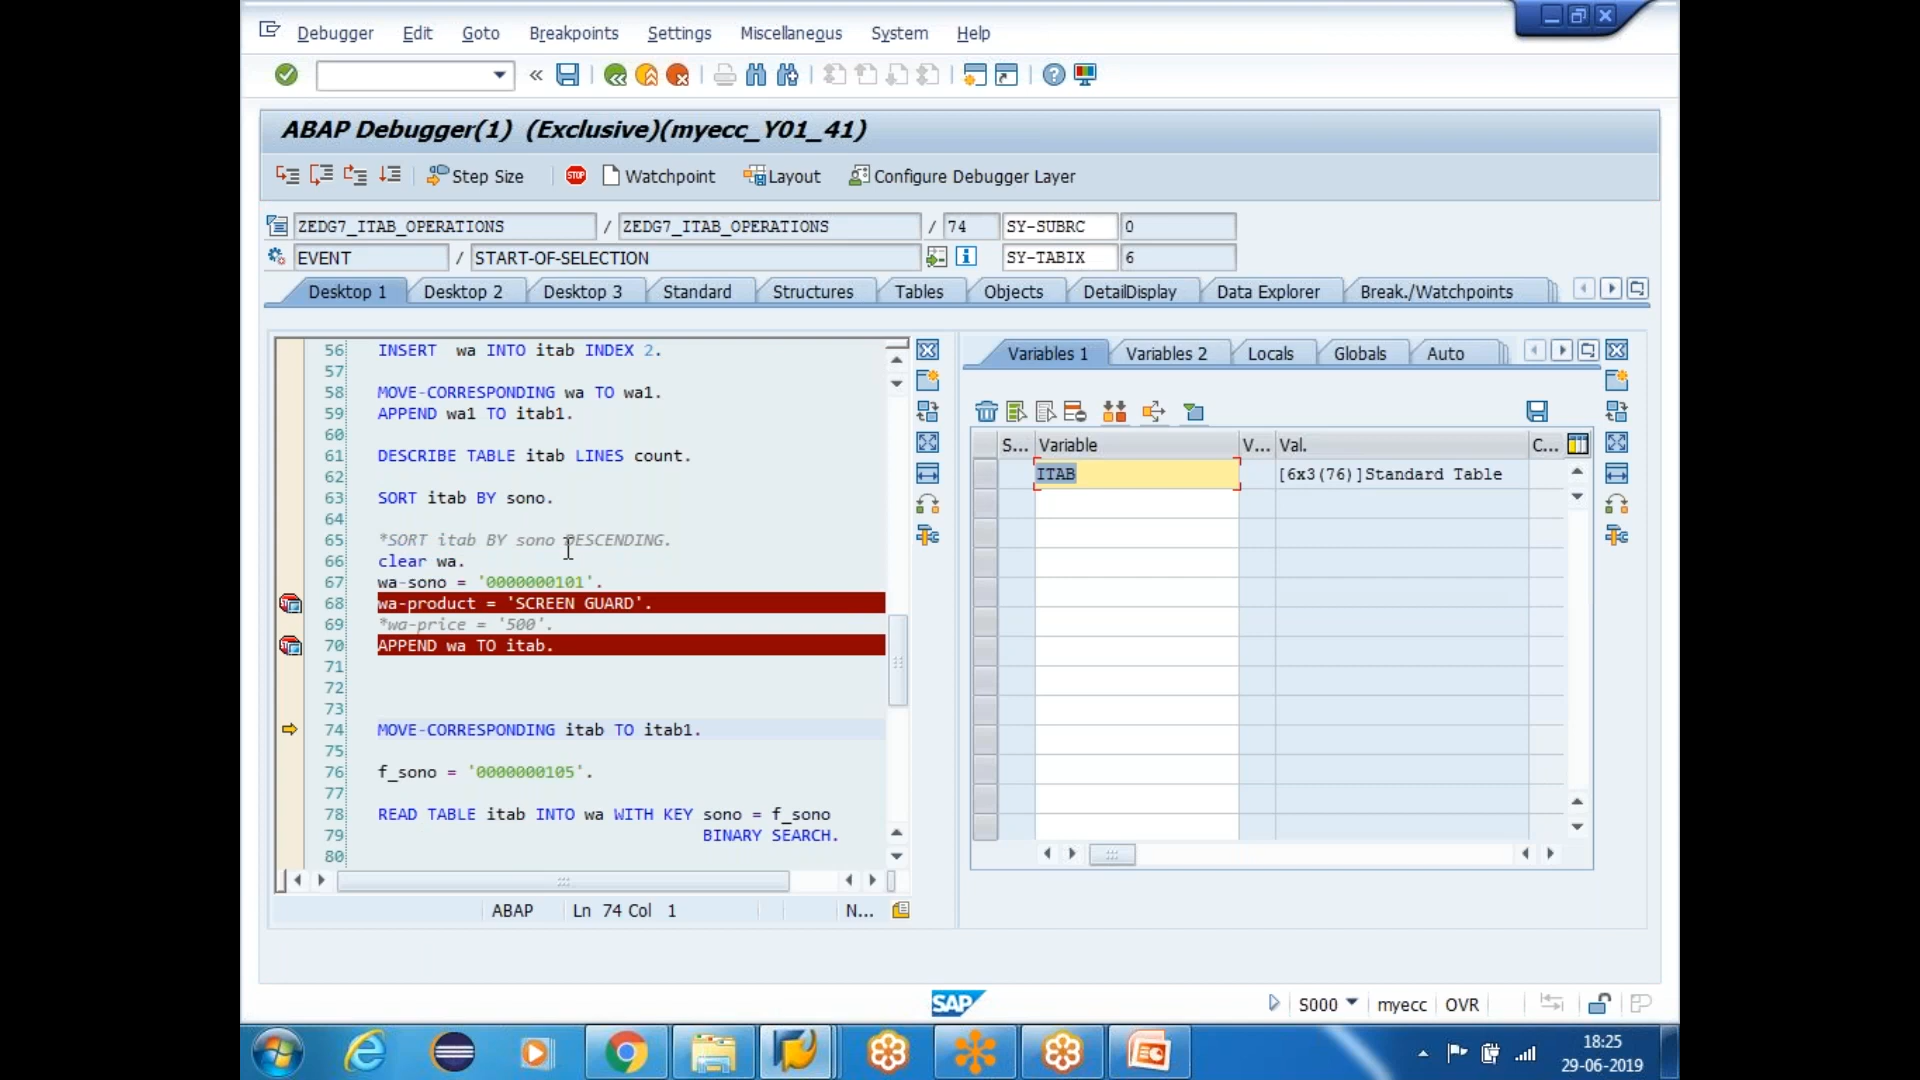 Debugger Edit Goto Breakpoints Settings Miscellaneous System Help
ABAP Debugger(1) (Exclusive)(myecc_Y01_41)
Step Size STOP Watchpoint Layout Configure Debugger Layer
ZEDG7_ITAB_OPERATIONS / ZEDG7_ITAB_OPERATIONS / 74 SY-SUBRC 0
EVENT / START-OF-SELECTION SY-TABIX 6
Desktop 1 Desktop 2 Desktop 3 Standard Structures Tables Objects DetailDisplay Data Explorer Break./Watchpoints
56 INSERT wa INTO itab INDEX 2.
57
58 MOVE-CORRESPONDING wa TO wa1.
59 APPEND wa1 TO itab1.
60
61 DESCRIBE TABLE itab LINES count.
62
63 SORT itab BY sono.
64
65 *SORT itab BY sono DESCENDING.
66 clear wa.
67 wa-sono = '0000000101'.
68 wa-product = 'SCREEN GUARD'.
69 *wa-price = '500'.
70 APPEND wa TO itab.
71
72
73
74 MOVE-CORRESPONDING itab TO itab1.
75
76 f_sono = '0000000105'.
77
78 READ TABLE itab INTO wa WITH KEY sono = f_sono
79 BINARY SEARCH.
80
ABAP Ln 74 Col 1 N...
Variables 1 Variables 2 Locals Globals Auto
S... Variable V... Val. C...
ITAB [6x3(76)]Standard Table
SAP S000 myecc OVR
18:25
29-06-2019